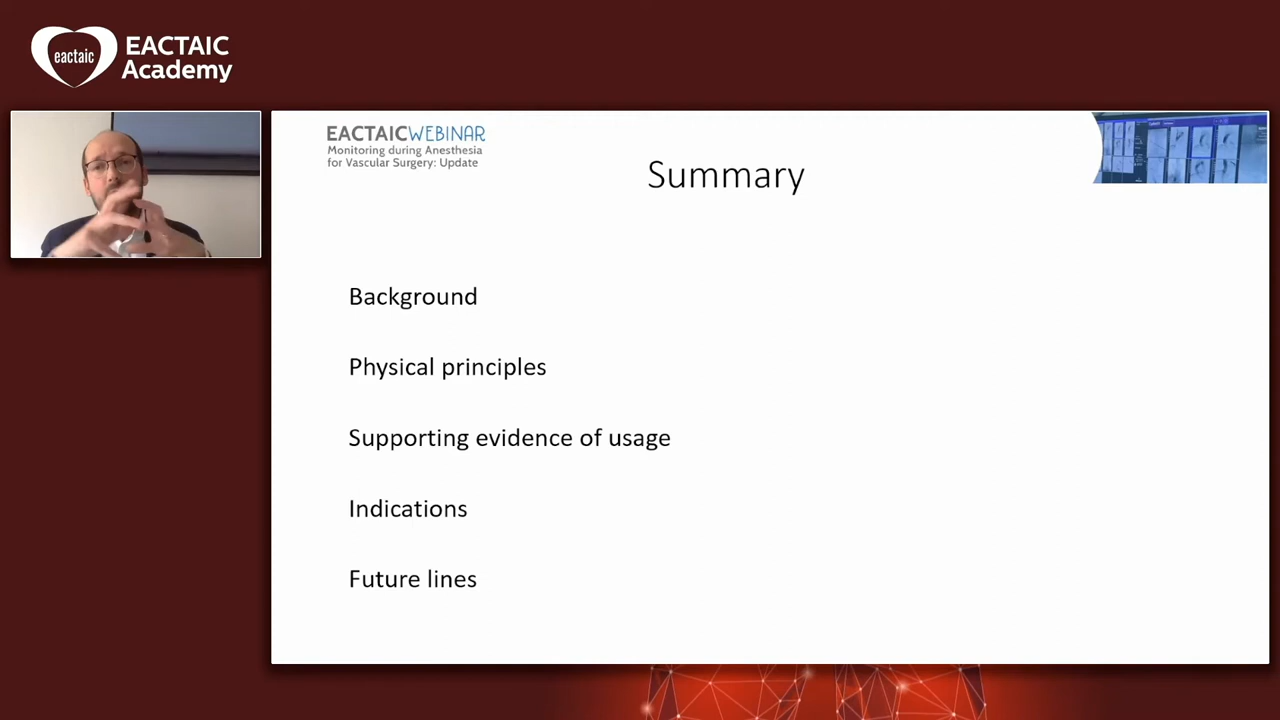 eactaic
EACTAIC
Academy
EACTAICWEBINAR
Monitoring during Anesthesia
for Vascular Surgery: Update
Summary
Background
Physical principles
Supporting evidence of usage
Indications
Future lines